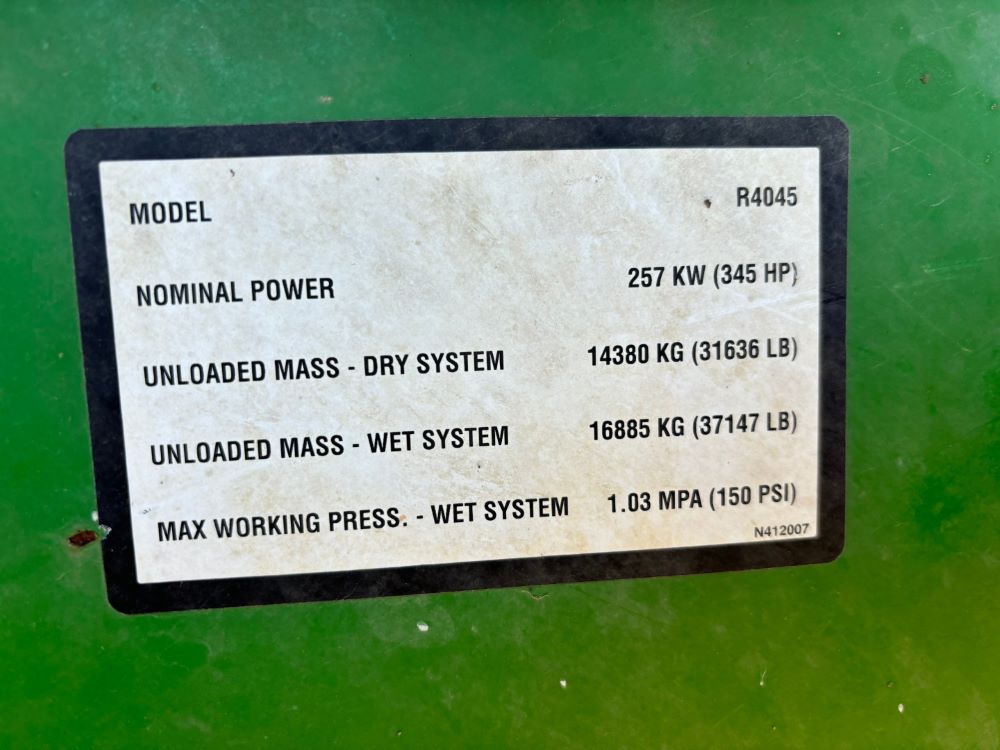 MODEL R4045
NOMINAL POWER 257 KW (345 HP)
UNLOADED MASS - DRY SYSTEM 14380 KG (31636 LB)
UNLOADED MASS - WET SYSTEM 16885 KG (37147 LB)
MAX WORKING PRESS. - WET SYSTEM 1.03 MPA (150 PSI)
N412007